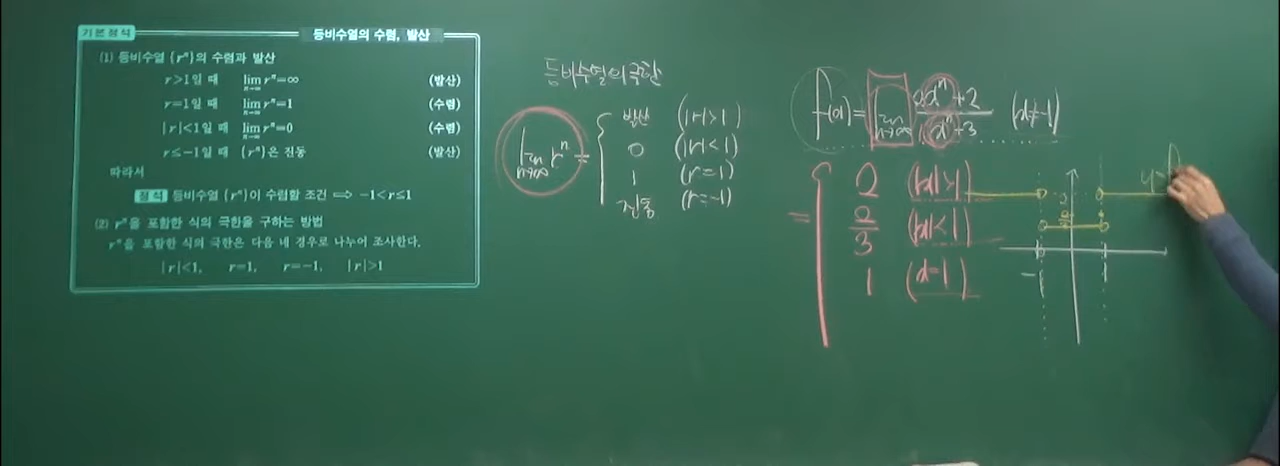 기본정석
등비수열의 수렴, 발산
(1) 등비수열 {rⁿ}의 수렴과 발산
r>1일 때 lim n→∞ rⁿ=∞ (발산)
r=1일 때 lim n→∞ rⁿ=1 (수렴)
|r|<1일 때 lim n→∞ rⁿ=0 (수렴)
r≤-1일 때 {rⁿ}은 진동 (발산)
따라서
정석 등비수열 {rⁿ}이 수렴할 조건 ⟹ -1<r≤1
(2) rⁿ을 포함한 식의 극한을 구하는 방법
rⁿ을 포함한 식의 극한은 다음 네 경우로 나누어 조사한다.
|r|<1, r=1, r=-1, |r|>1
등비수열의 극한
lim n→∞ rⁿ =
발산 (|r|>1)
0 (|r|<1)
1 (r=1)
진동 (r=-1)
f(x)= lim n→∞ (2xⁿ+2)/(1xⁿ+3) (x≠-1)
=
2 (|x|>1)
2/3 (|x|<1)
1 (x=1)
2
2/3
-1 1